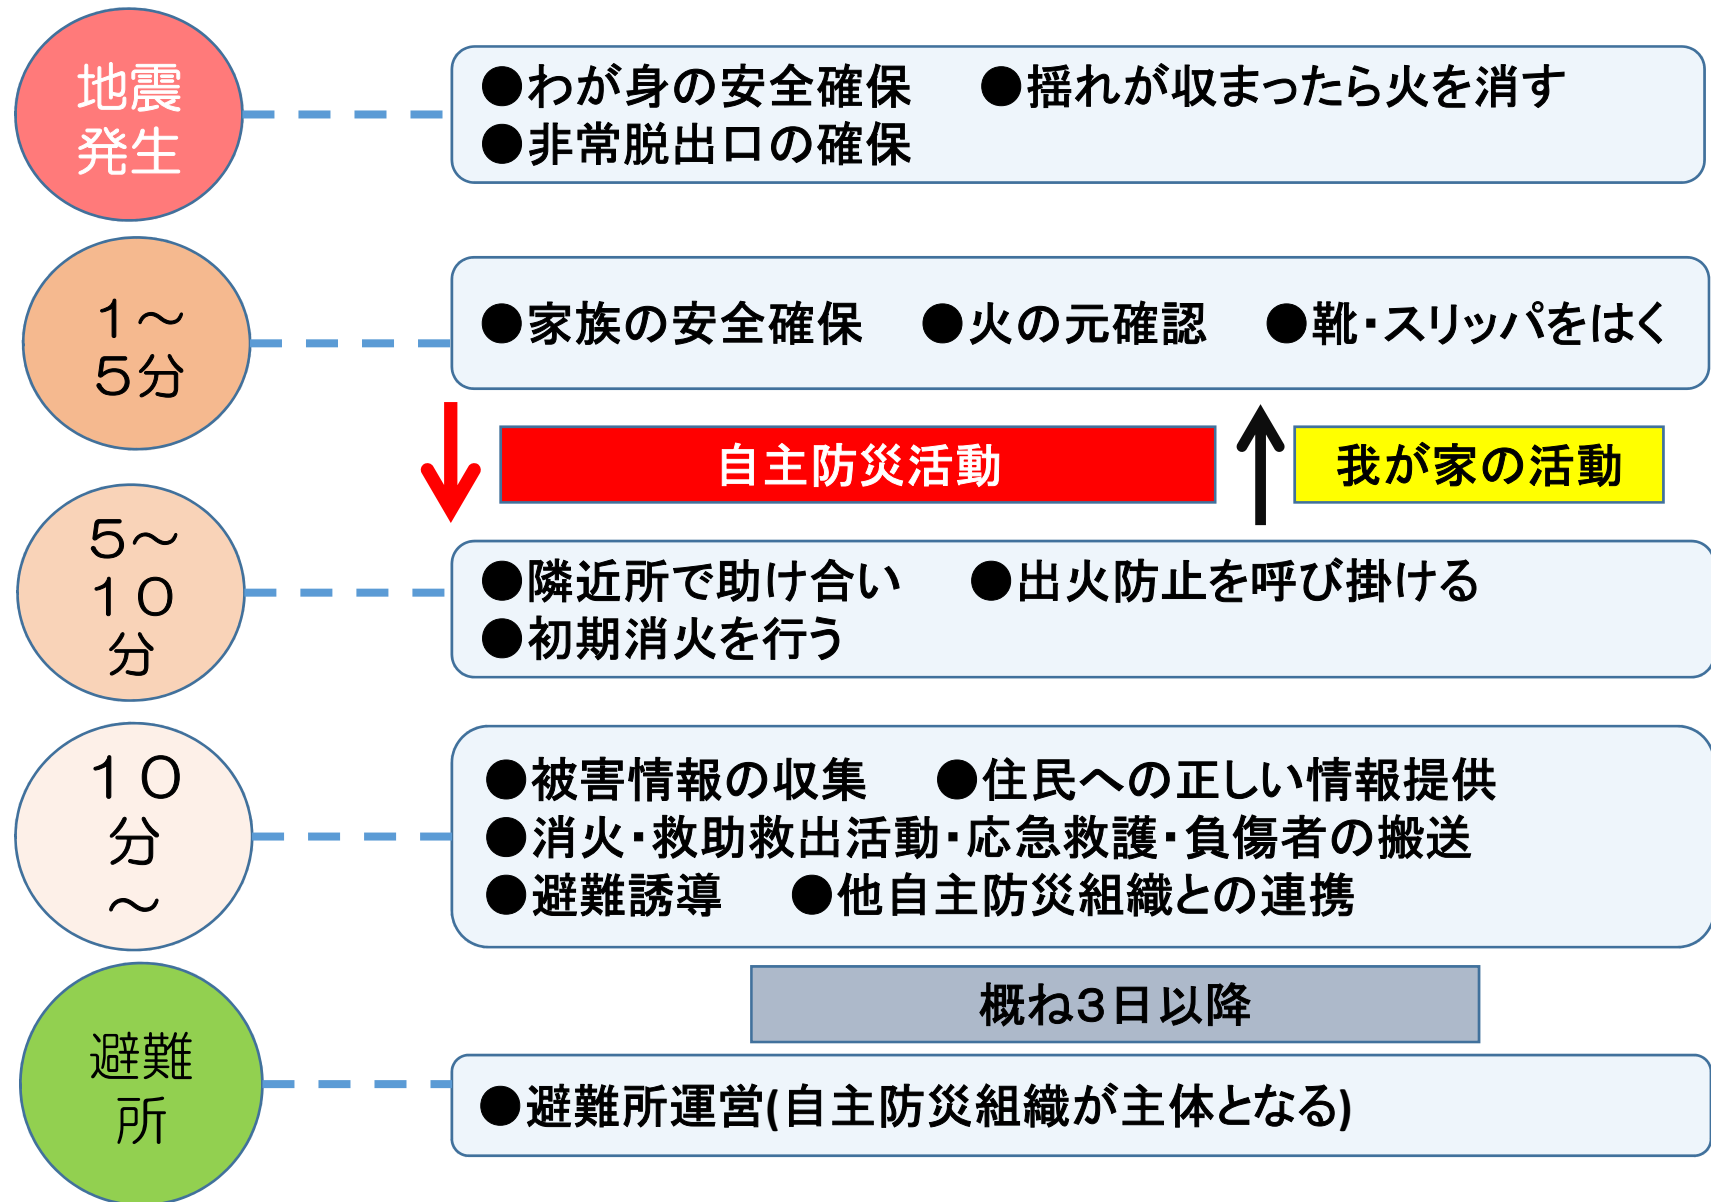 地震
発生
●わが身の安全確保　●揺れが収まったら火を消す
●非常脱出口の確保
１～
５分
●家族の安全確保　●火の元確認　●靴・スリッパをはく
自主防災活動
我が家の活動
５～
１０
分
●隣近所で助け合い　●出火防止を呼び掛ける
●初期消火を行う
１０
分
～
●被害情報の収集　●住民への正しい情報提供
●消火・救助救出活動・応急救護・負傷者の搬送
●避難誘導　●他自主防災組織との連携
概ね３日以降
避難
所
●避難所運営(自主防災組織が主体となる)